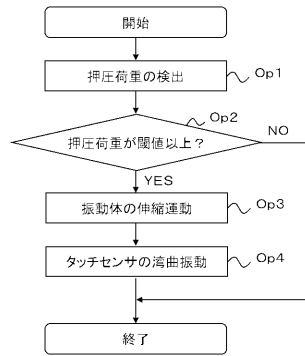 開始
押圧荷重の検出
Op1
Op2
押圧荷重が閾値以上?
NO
YES
振動体の伸縮運動
Op3
タッチセンサの湾曲振動
Op4
終了